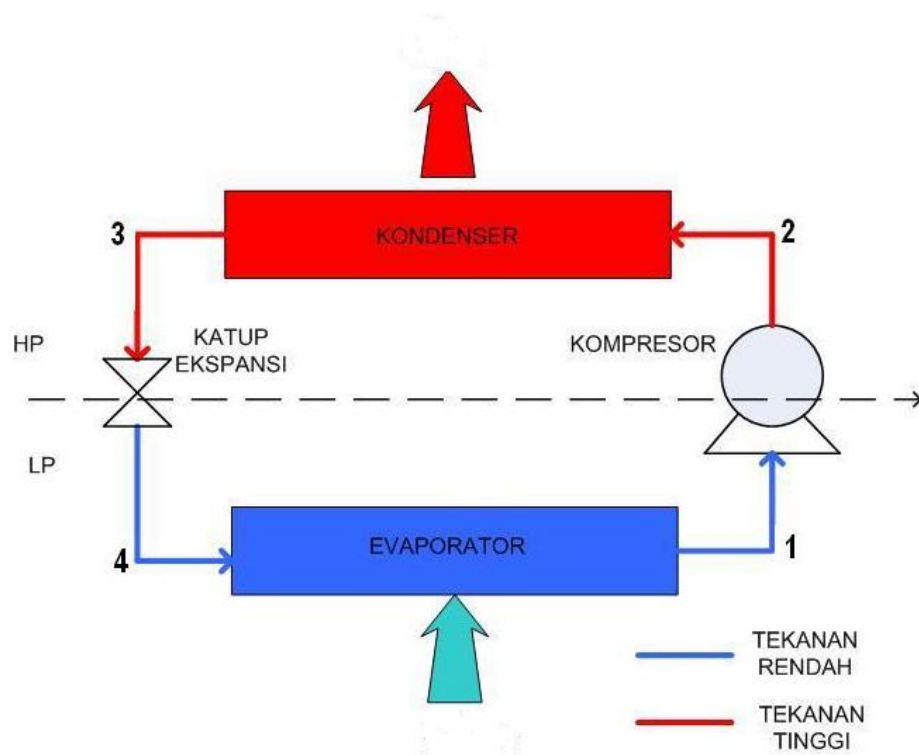 KONDENSER
3
2
HP
KATUP
EKSPANSI
KOMPRESOR
LP
4
EVAPORATOR
1
TEKANAN
RENDAH
TEKANAN
TINGGI